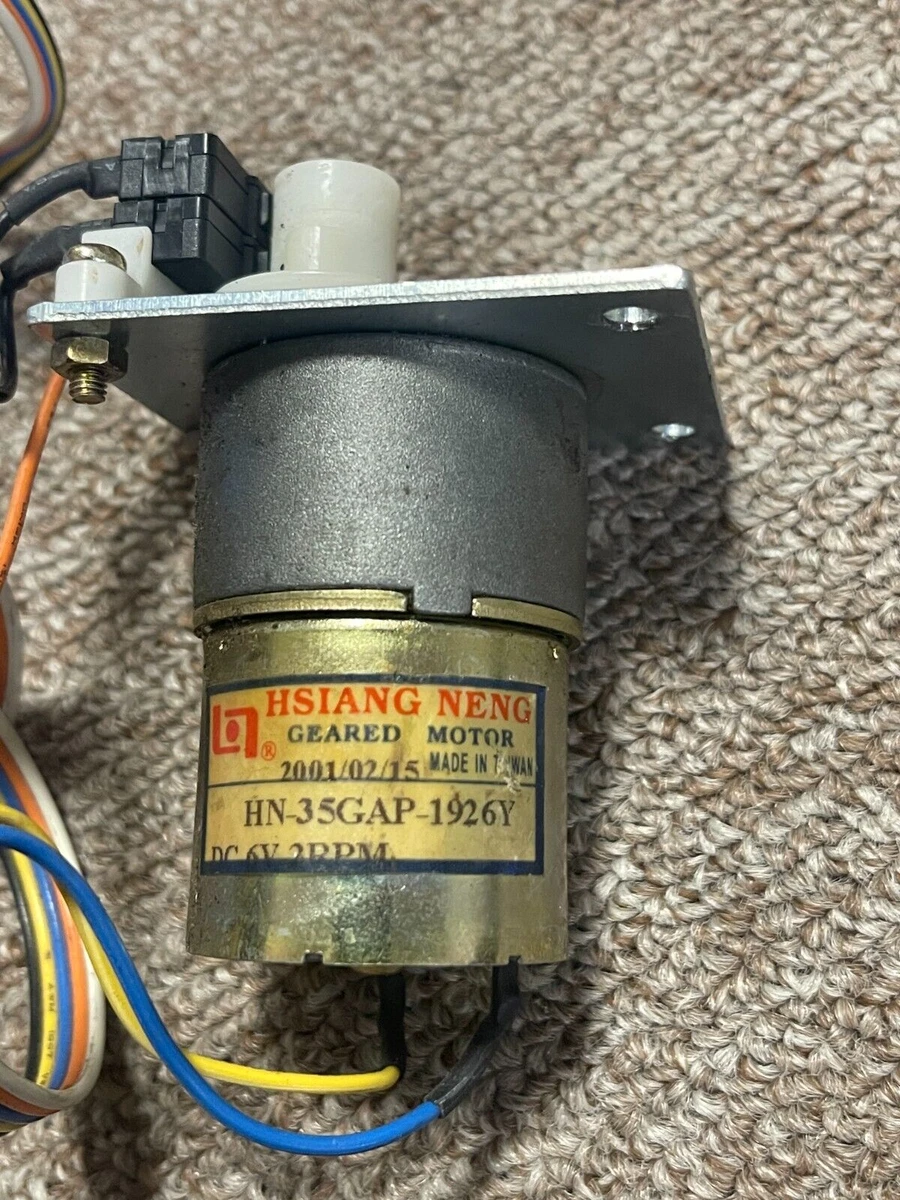 HSIANG NENG
®
GEARED MOTOR
2001/02/15 MADE IN TAIWAN
HN-35GAP-1926Y
DC 6V 2RPM